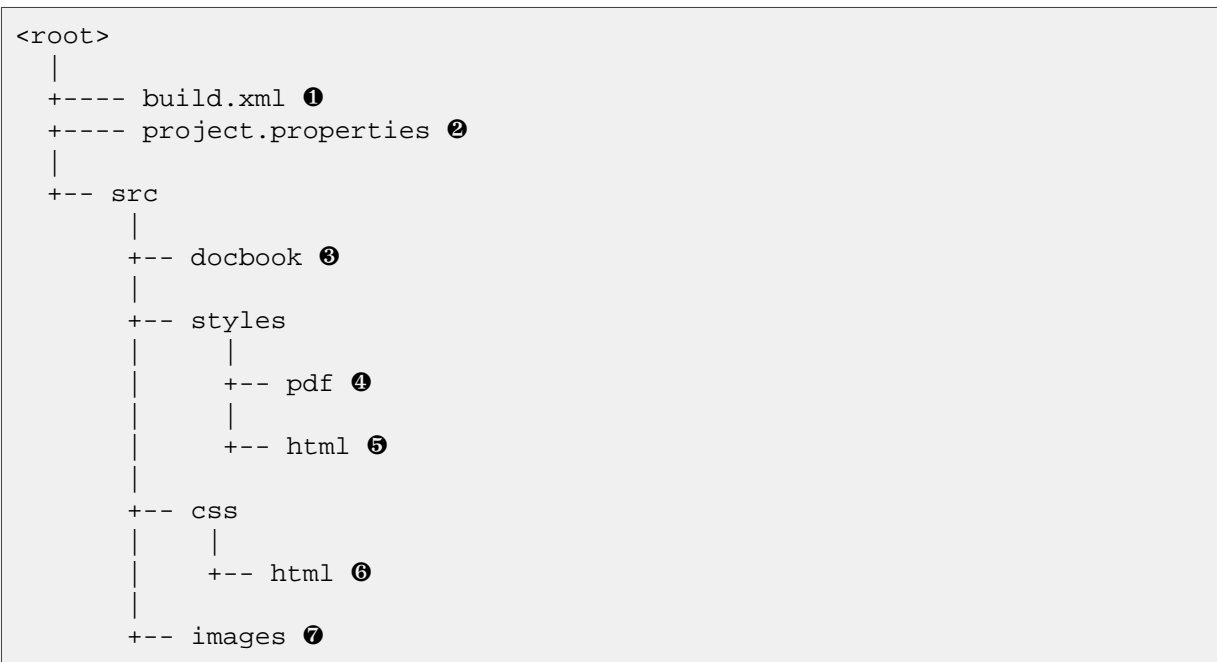 <root>
  |
  +---- build.xml ❶
  +---- project.properties ❷
  |
  +-- src
       |
       +-- docbook ❸
       |
       +-- styles
       |     |
       |     +-- pdf ❹
       |     |
       |     +-- html ❺
       |
       +-- css
       |    |
       |    +-- html ❻
       |
       +-- images ❼